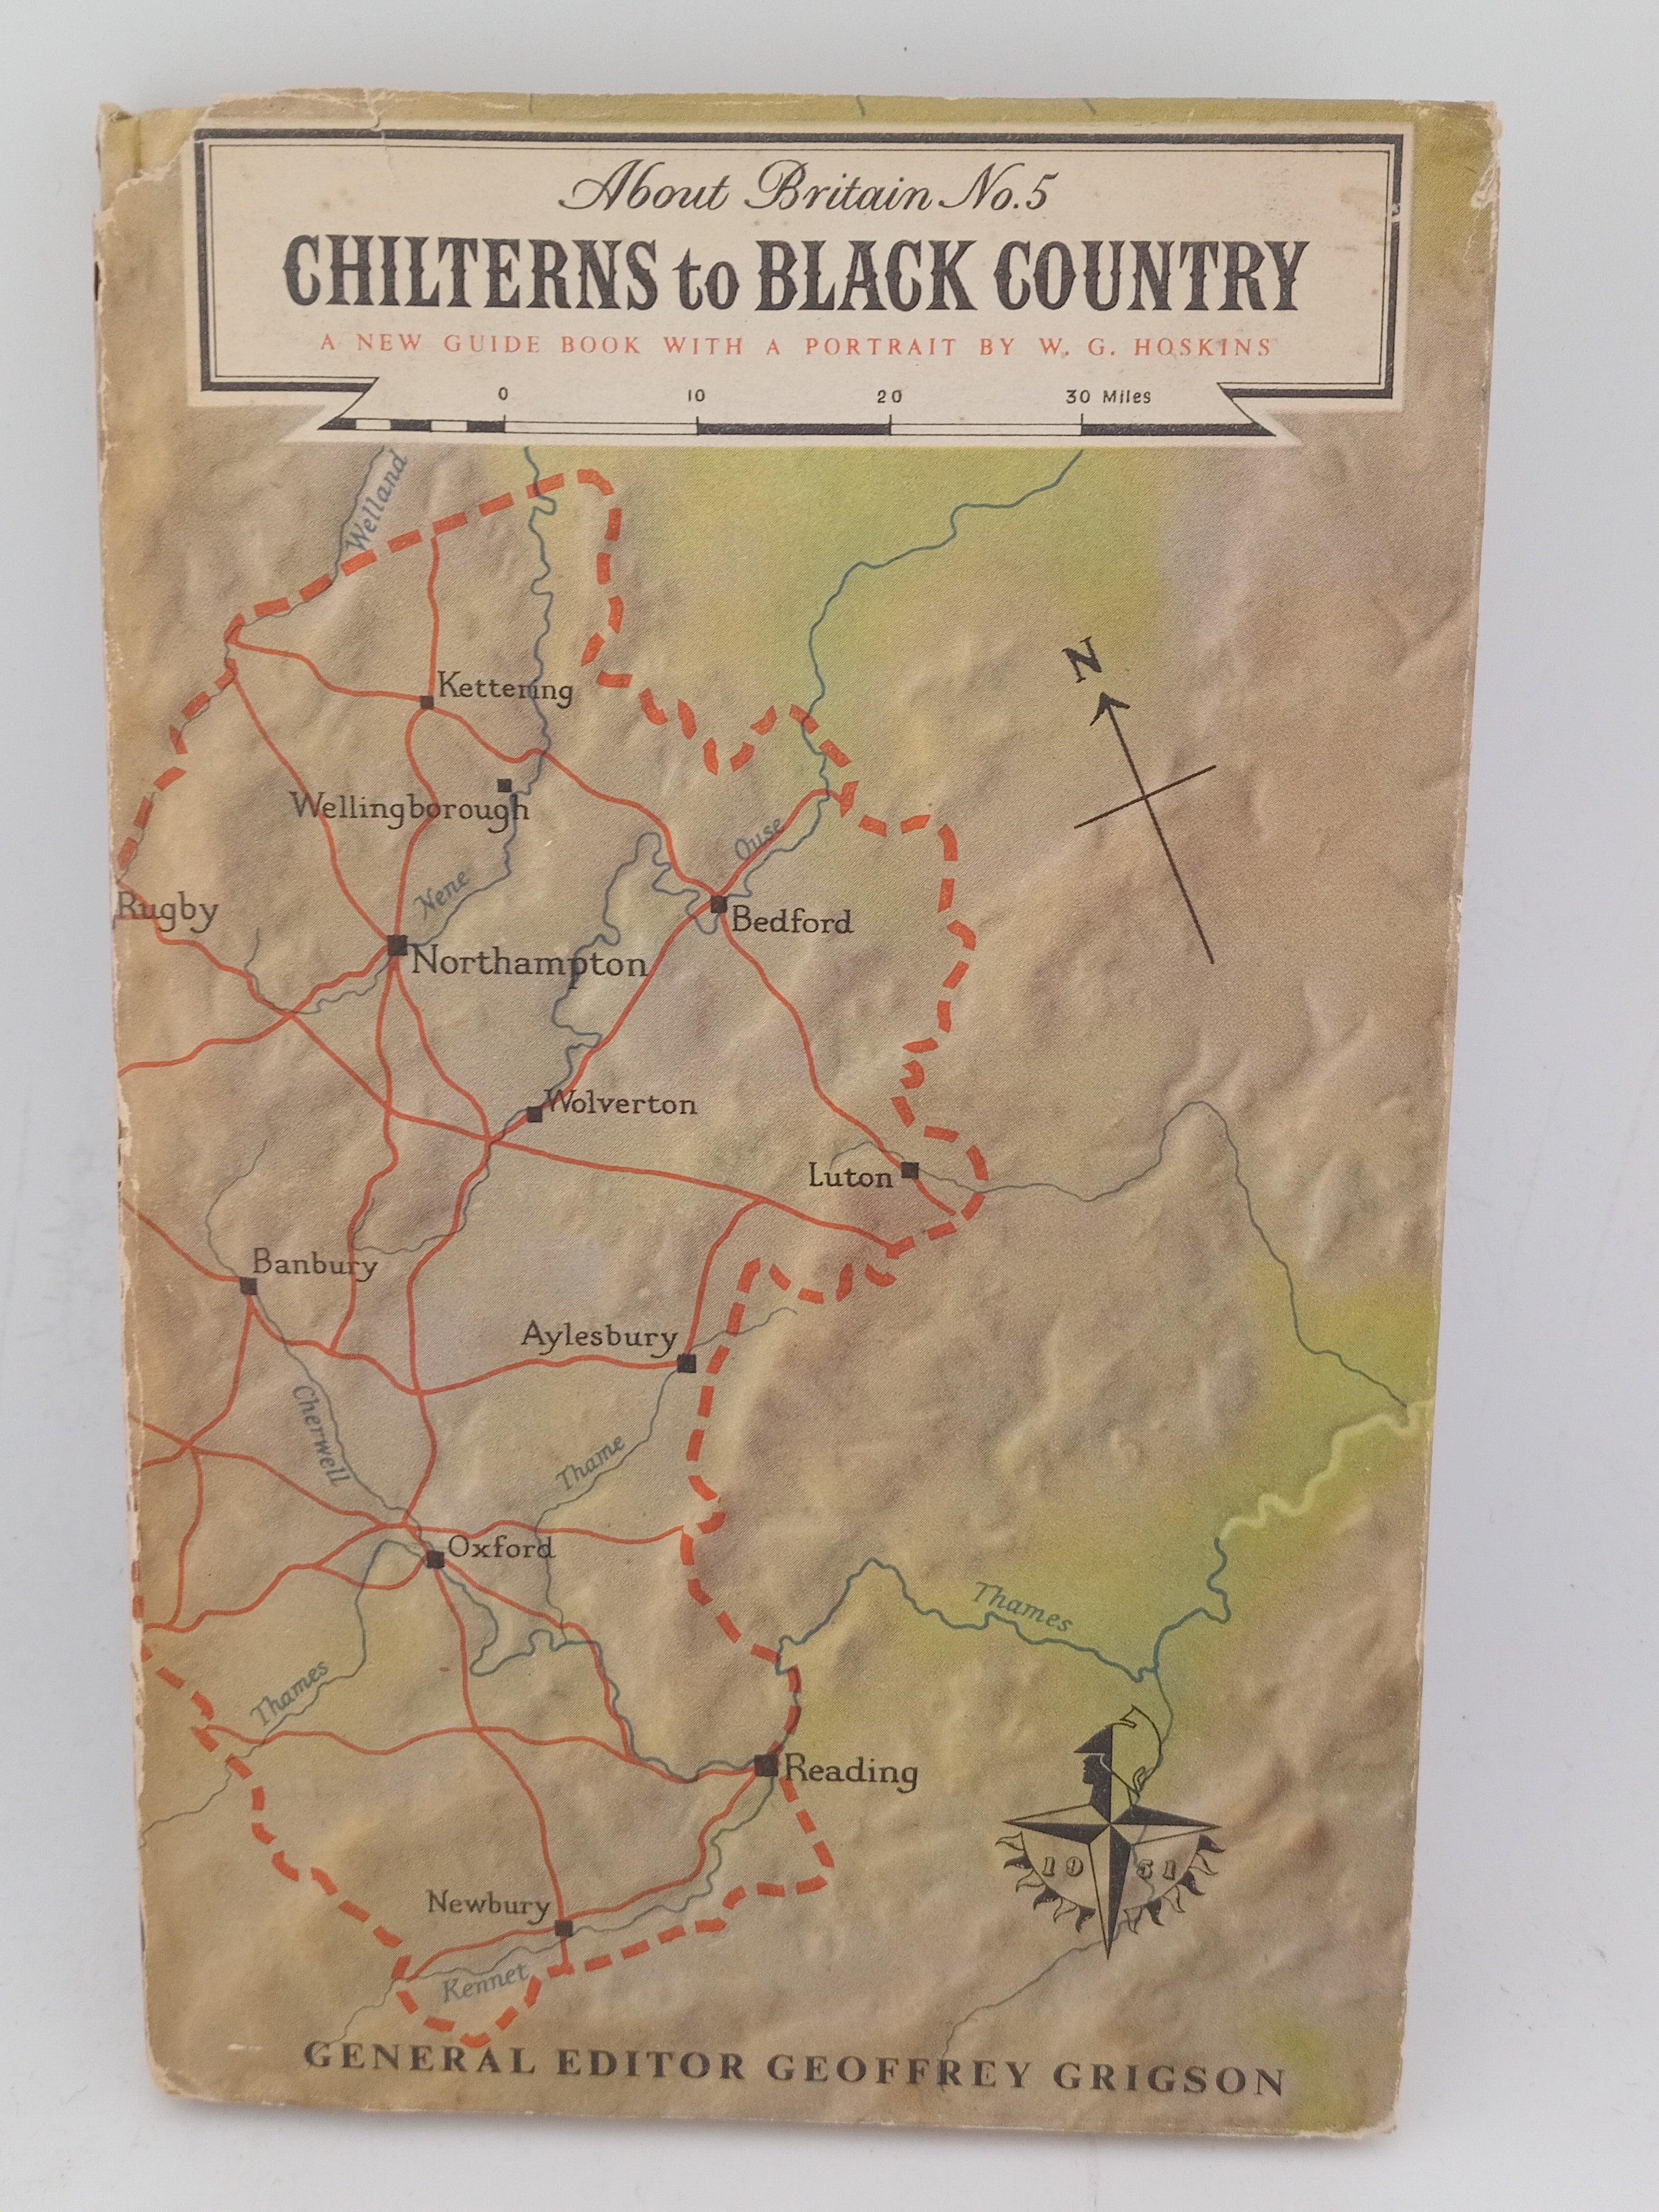 About Britain No.5
CHILTERNS to BLACK COUNTRY
A NEW GUIDE BOOK WITH A PORTRAIT BY W. G. HOSKINS
0 10 20 30 Miles
Welland
N
Kettering
Wellingborough
Ouse
Nene
Rugby
Bedford
Northampton
Wolverton
Luton
Banbury
Aylesbury
Cherwell
Thame
Oxford
Thames
Thames
Reading
1951
Newbury
Kennet
GENERAL EDITOR GEOFFREY GRIGSON